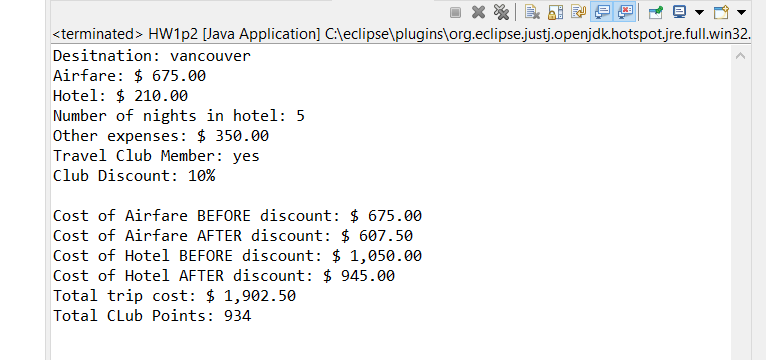 <terminated> HW1p2 [Java Application] C:\eclipse\plugins\org.eclipse.justj.openjdk.hotspot.jre.full.win32.
Desitnation: vancouver
Airfare: $ 675.00
Hotel: $ 210.00
Number of nights in hotel: 5
Other expenses: $ 350.00
Travel Club Member: yes
Club Discount: 10%
Cost of Airfare BEFORE discount: $ 675.00
Cost of Airfare AFTER discount: $ 607.50
Cost of Hotel BEFORE discount: $ 1,050.00
Cost of Hotel AFTER discount: $ 945.00
Total trip cost: $ 1,902.50
Total CLub Points: 934